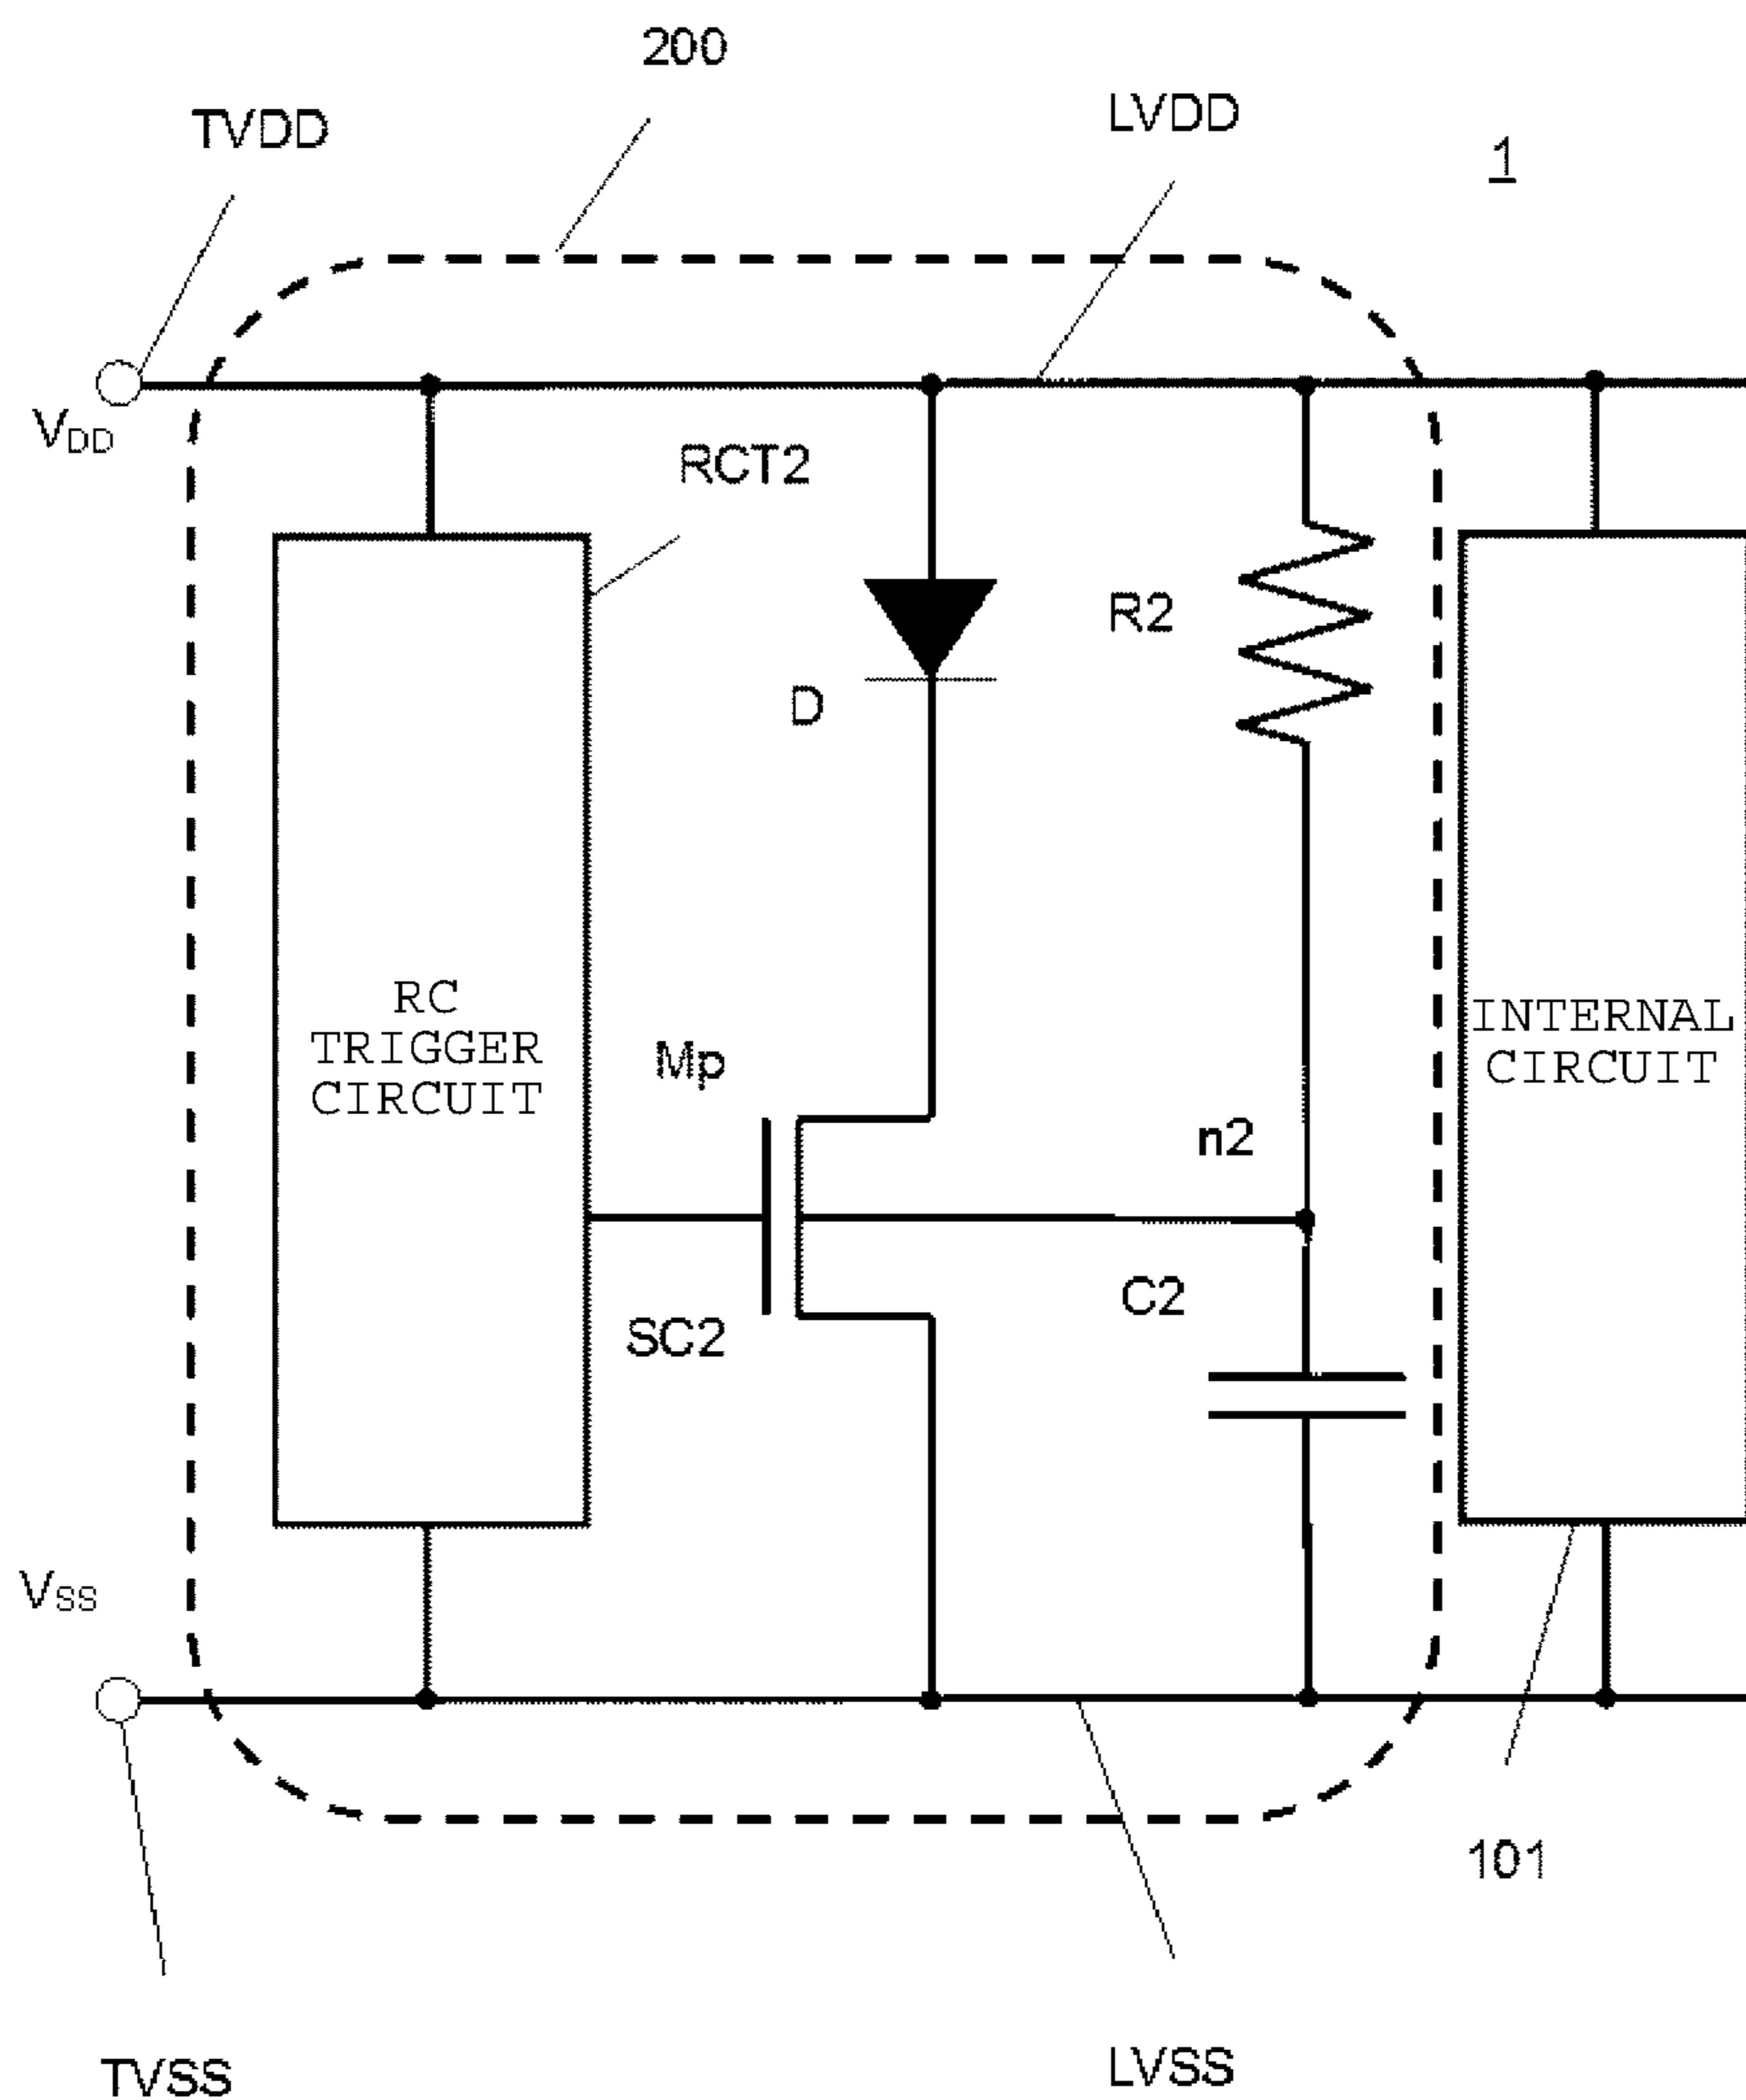 200
TVDD
LVDD
1
VDD
RCT2
R2
D
RC
TRIGGER
CIRCUIT
INTERNAL
CIRCUIT
Mp
n2
C2
SC2
VSS
101
TVSS
LVSS